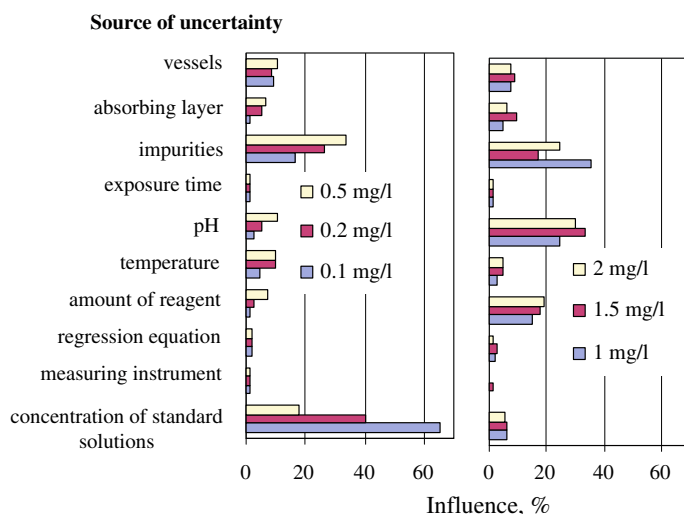 Source of uncertainty
vessels
absorbing layer
impurities
exposure time
pH
temperature
amount of reagent
regression equation
measuring instrument
concentration of standard
solutions
0.5 mg/l
0.2 mg/l
0.1 mg/l
2 mg/l
1.5 mg/l
1 mg/l
0 20 40 60
0 20 40 60
Influence, %